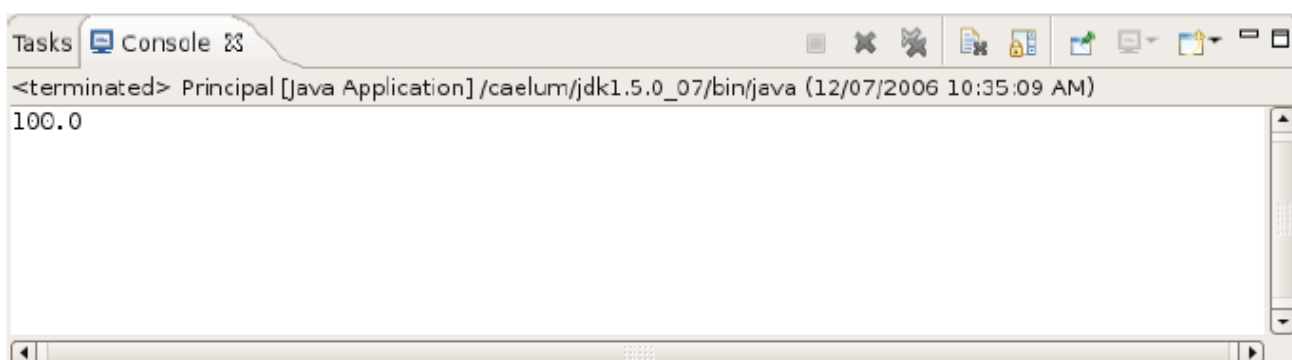 Tasks Console
<terminated> Principal [Java Application] /caelum/jdk1.5.0_07/bin/java (12/07/2006 10:35:09 AM)
100.0